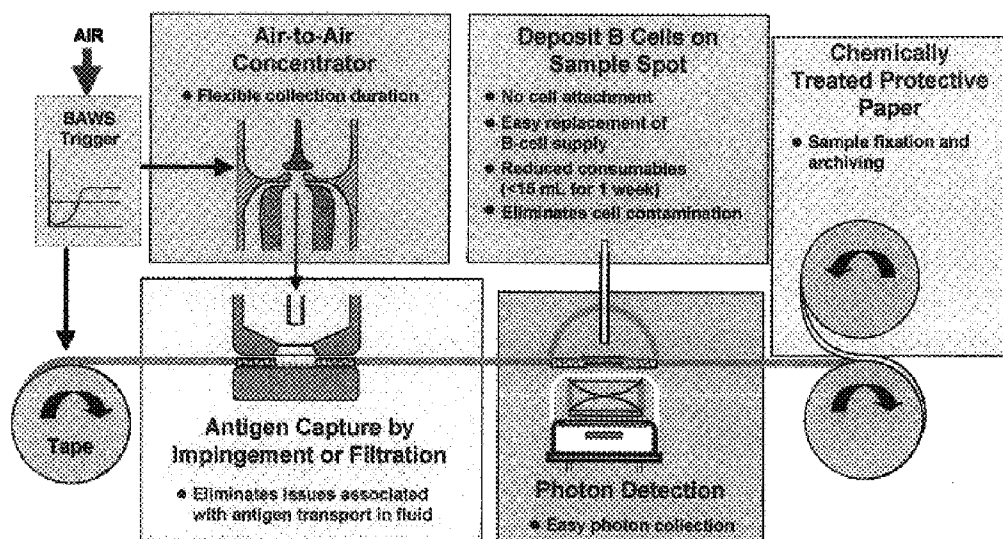 AIR
BAWS
Trigger
Air-to-Air
Concentrator
● Flexible collection duration
Deposit B Cells on
Sample Spot
● No cell attachment
● Easy replacement of
B-cell supply
● Reduced consumables
(<15 mL for 1 week)
● Eliminates cell contamination
Chemically
Treated Protective
Paper
● Sample fixation and
archiving
Tape
Antigen Capture by
Impingement or Filtration
● Eliminates issues associated
with antigen transport in fluid
Photon Detection
● Easy photon collection